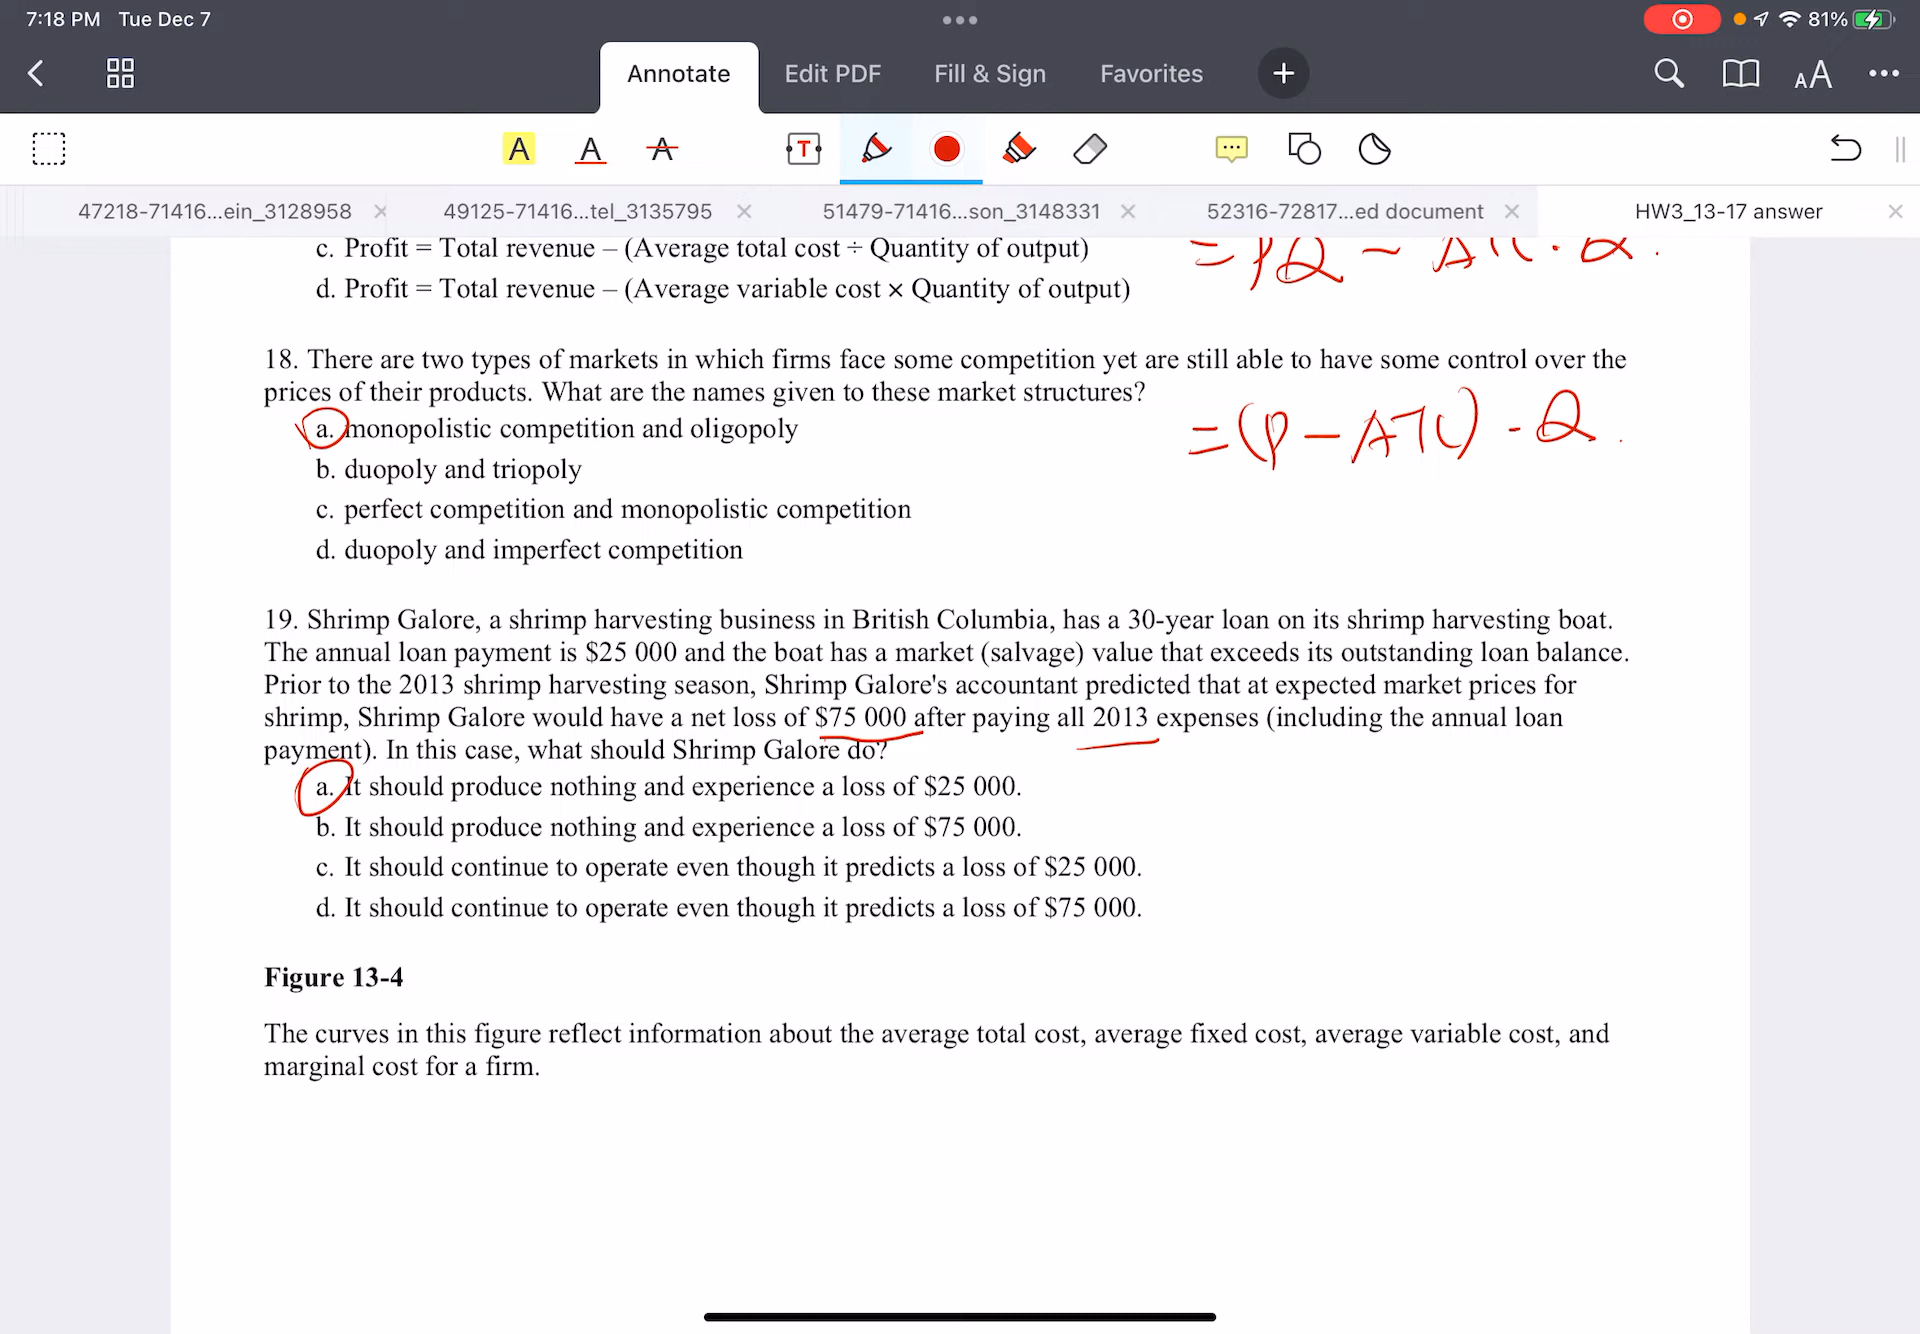 7:18 PM Tue Dec 7
81%
Annotate
Edit PDF
Fill & Sign
Favorites
AA
A A A T
47218-71416...ein_3128958
49125-71416...tel_3135795
51479-71416...son_3148331
52316-72817...ed document
HW3_13-17 answer
c. Profit = Total revenue – (Average total cost ÷ Quantity of output)
= PQ - ATC · Q.
d. Profit = Total revenue – (Average variable cost × Quantity of output)
18. There are two types of markets in which firms face some competition yet are still able to have some control over the
prices of their products. What are the names given to these market structures?
a. monopolistic competition and oligopoly
= (P - ATC) - Q.
b. duopoly and triopoly
c. perfect competition and monopolistic competition
d. duopoly and imperfect competition
19. Shrimp Galore, a shrimp harvesting business in British Columbia, has a 30-year loan on its shrimp harvesting boat.
The annual loan payment is $25 000 and the boat has a market (salvage) value that exceeds its outstanding loan balance.
Prior to the 2013 shrimp harvesting season, Shrimp Galore's accountant predicted that at expected market prices for
shrimp, Shrimp Galore would have a net loss of $75 000 after paying all 2013 expenses (including the annual loan
payment). In this case, what should Shrimp Galore do?
a. It should produce nothing and experience a loss of $25 000.
b. It should produce nothing and experience a loss of $75 000.
c. It should continue to operate even though it predicts a loss of $25 000.
d. It should continue to operate even though it predicts a loss of $75 000.
Figure 13-4
The curves in this figure reflect information about the average total cost, average fixed cost, average variable cost, and
marginal cost for a firm.